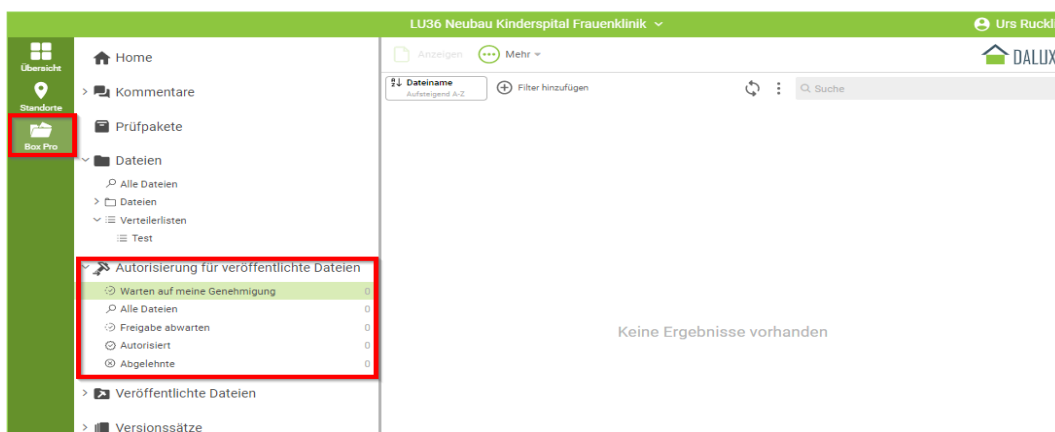 LU36 Neubau Kinderspital Frauenklinik
Urs Ruckli
Übersicht
Standorte
Box Pro
Home
Kommentare
Prüfpakete
Dateien
Alle Dateien
Dateien
Verteilerlisten
Test
Autorisierung für veröffentlichte Dateien
Warten auf meine Genehmigung 0
Alle Dateien 0
Freigabe abwarten 0
Autorisiert 0
Abgelehnte 0
Veröffentlichte Dateien
Versionssätze
Anzeigen
Mehr
DALUX
Dateiname
Aufsteigend A-Z
Filter hinzufügen
Suche
Keine Ergebnisse vorhanden